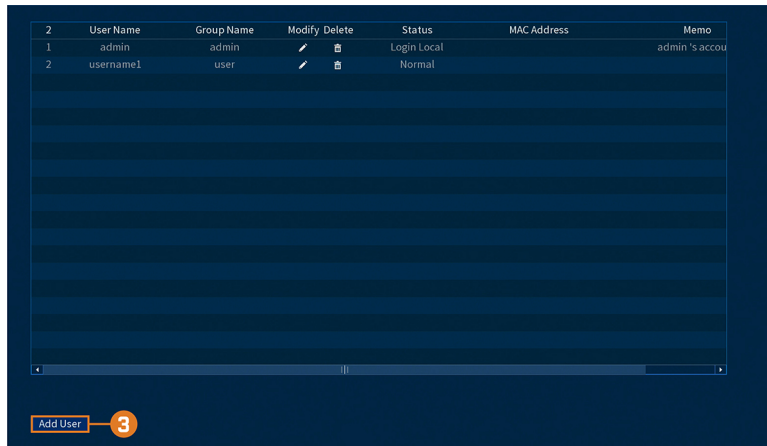 2 User Name Group Name Modify Delete Status MAC Address Memo
1 admin admin Login Local admin 's accou
2 username1 user Normal
Add User 3